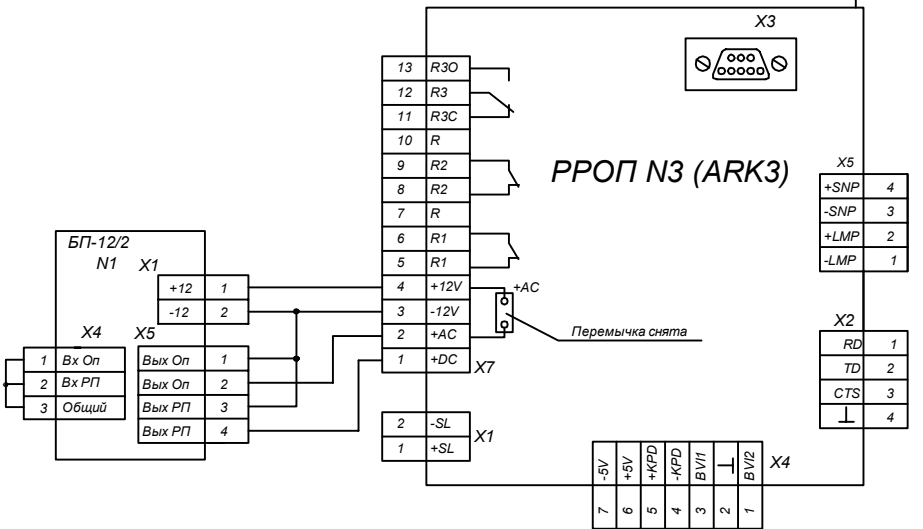 X3
13 R3O
12 R3
11 R3C
10 R
9 R2
8 R2
7 R
6 R1
5 R1
4 +12V
3 -12V
2 +AC
1 +DC
X7
РРОП N3 (ARK3)
X5
+SNP 4
-SNP 3
+LMP 2
-LMP 1
БП-12/2
N1
X1
+12 1
-12 2
+AC
Перемычка снята
X4
1 Вх Оп
2 Вх РП
3 Общий
X5
Вых Оп 1
Вых Оп 2
Вых РП 3
Вых РП 4
X2
RD 1
TD 2
CTS 3
⊥ 4
2 -SL
1 +SL
X1
-5V +5V +KPD -KPD BVI1 ⊥ BVI2
7 6 5 4 3 2 1
X4